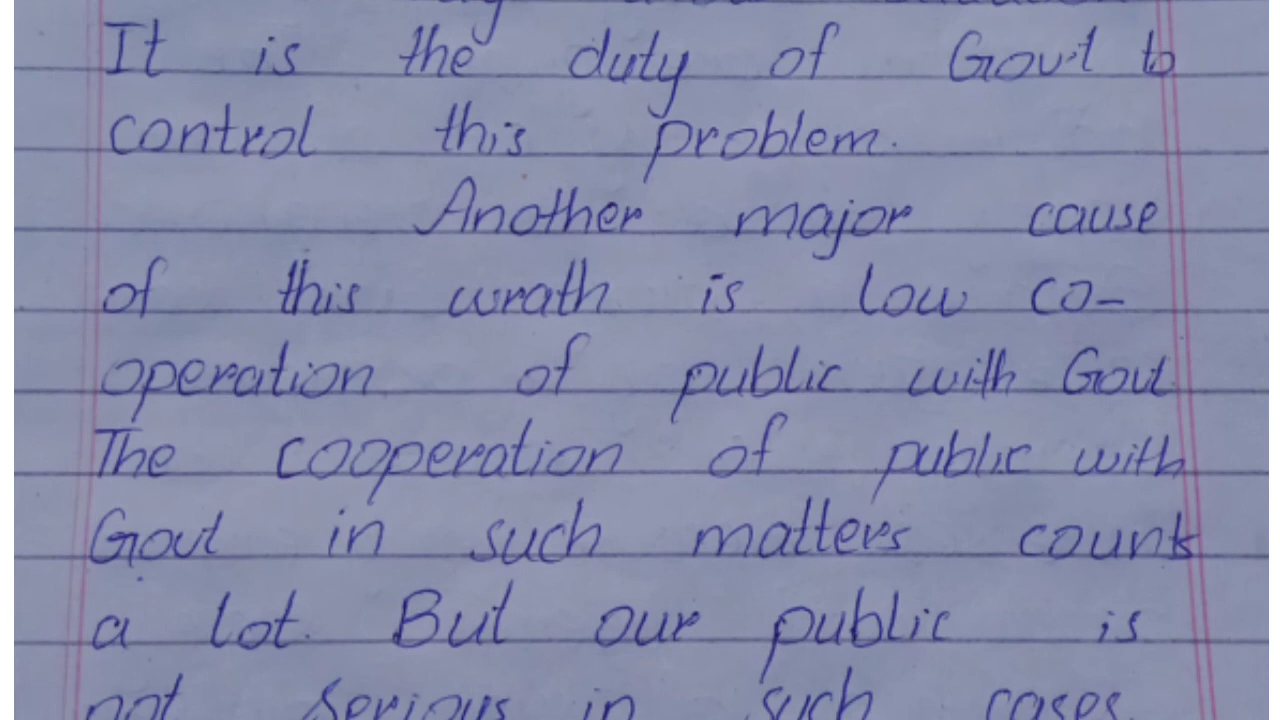 It is the duty of Gov't to
control this problem.
Another major cause
of this wrath is low co-
operation of public with Govt
The cooperation of public with
Govt in such matters counts
a lot. But our public is
not serious in such cases